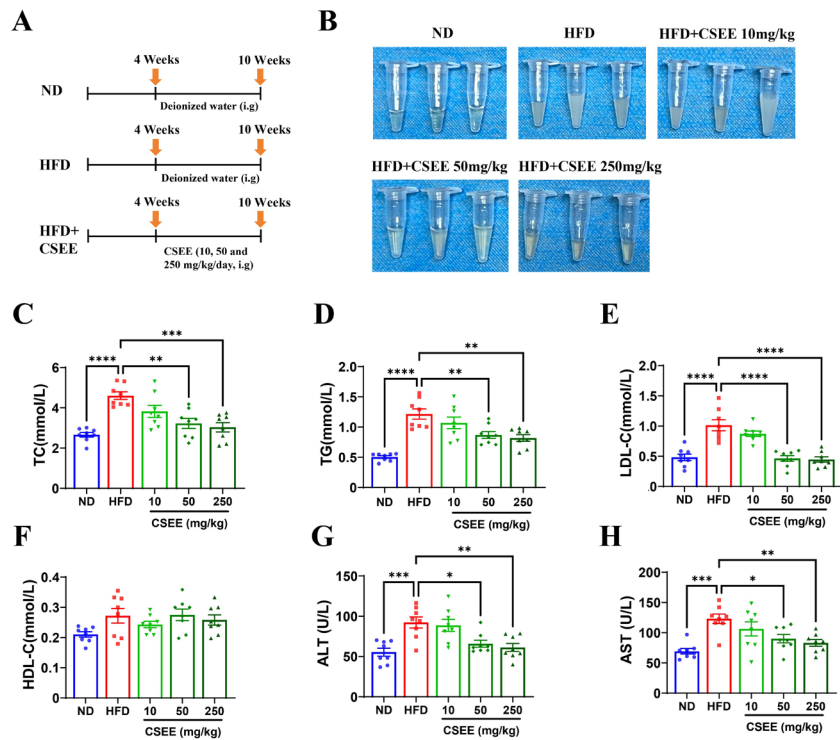 A
4 Weeks 10 Weeks
ND
Deionized water (i.g)
4 Weeks 10 Weeks
HFD
Deionized water (i.g)
4 Weeks 10 Weeks
HFD+
CSEE
CSEE (10, 50 and
250 mg/kg/day, i.g)
B
ND HFD HFD+CSEE 10mg/kg
HFD+CSEE 50mg/kg HFD+CSEE 250mg/kg
C
***
**** **
TC(mmol/L)
6
4
2
0
ND HFD 10 50 250
CSEE (mg/kg)
D
**
**** **
TG(mmol/L)
2.0
1.5
1.0
0.5
0.0
ND HFD 10 50 250
CSEE (mg/kg)
E
****
**** ****
LDL-C(mmol/L)
2.0
1.5
1.0
0.5
0.0
ND HFD 10 50 250
CSEE (mg/kg)
F
HDL-C(mmol/L)
0.4
0.3
0.2
0.1
0.0
ND HFD 10 50 250
CSEE (mg/kg)
G
**
*** *
ALT (U/L)
150
100
50
0
ND HFD 10 50 250
CSEE (mg/kg)
H
**
*** *
AST (U/L)
200
150
100
50
0
ND HFD 10 50 250
CSEE (mg/kg)